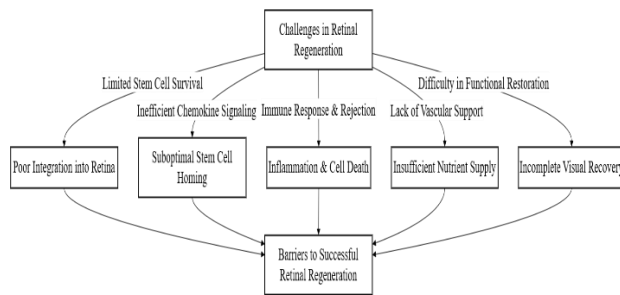 Challenges in Retinal
Regeneration
Limited Stem Cell Survival
Difficulty in Functional Restoration
Inefficient Chemokine Signaling
Immune Response & Rejection
Lack of Vascular Support
Poor Integration into Retina
Suboptimal Stem Cell
Homing
Inflammation & Cell Death
Insufficient Nutrient Supply
Incomplete Visual Recovery
Barriers to Successful
Retinal Regeneration